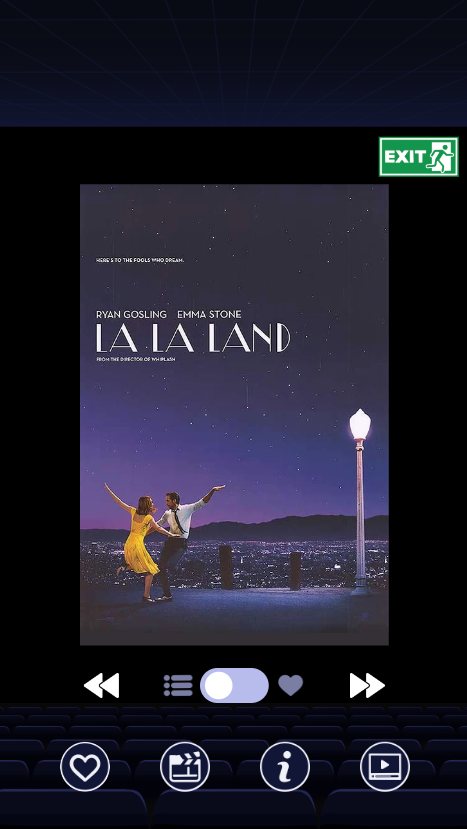 EXIT
HERE'S TO THE FOOLS WHO DREAM.
RYAN GOSLING EMMA STONE
LA LA LAND
FROM THE DIRECTOR OF WHIPLASH